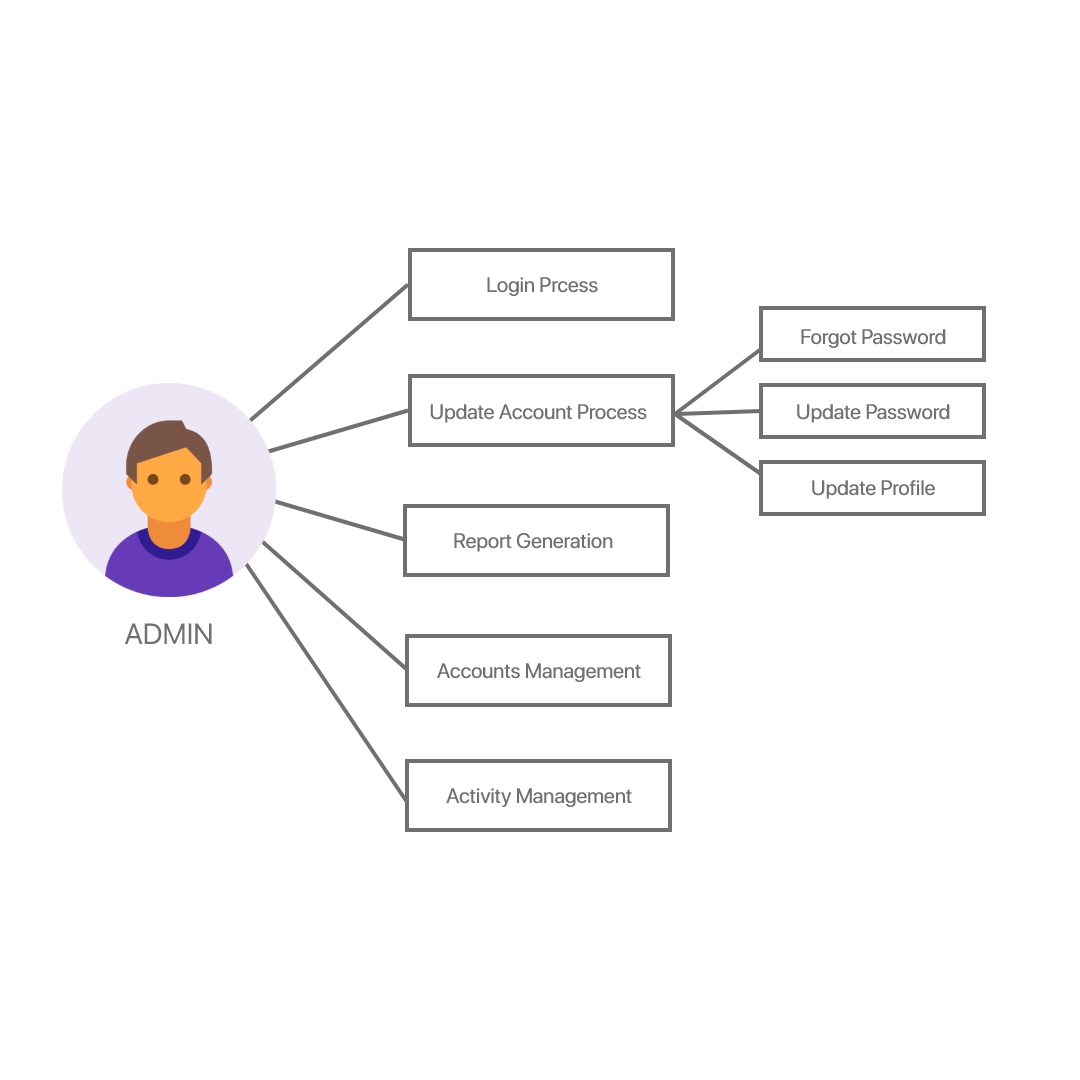 Login Prcess
Forgot Password
Update Account Process
Update Password
Update Profile
Report Generation
ADMIN
Accounts Management
Activity Management